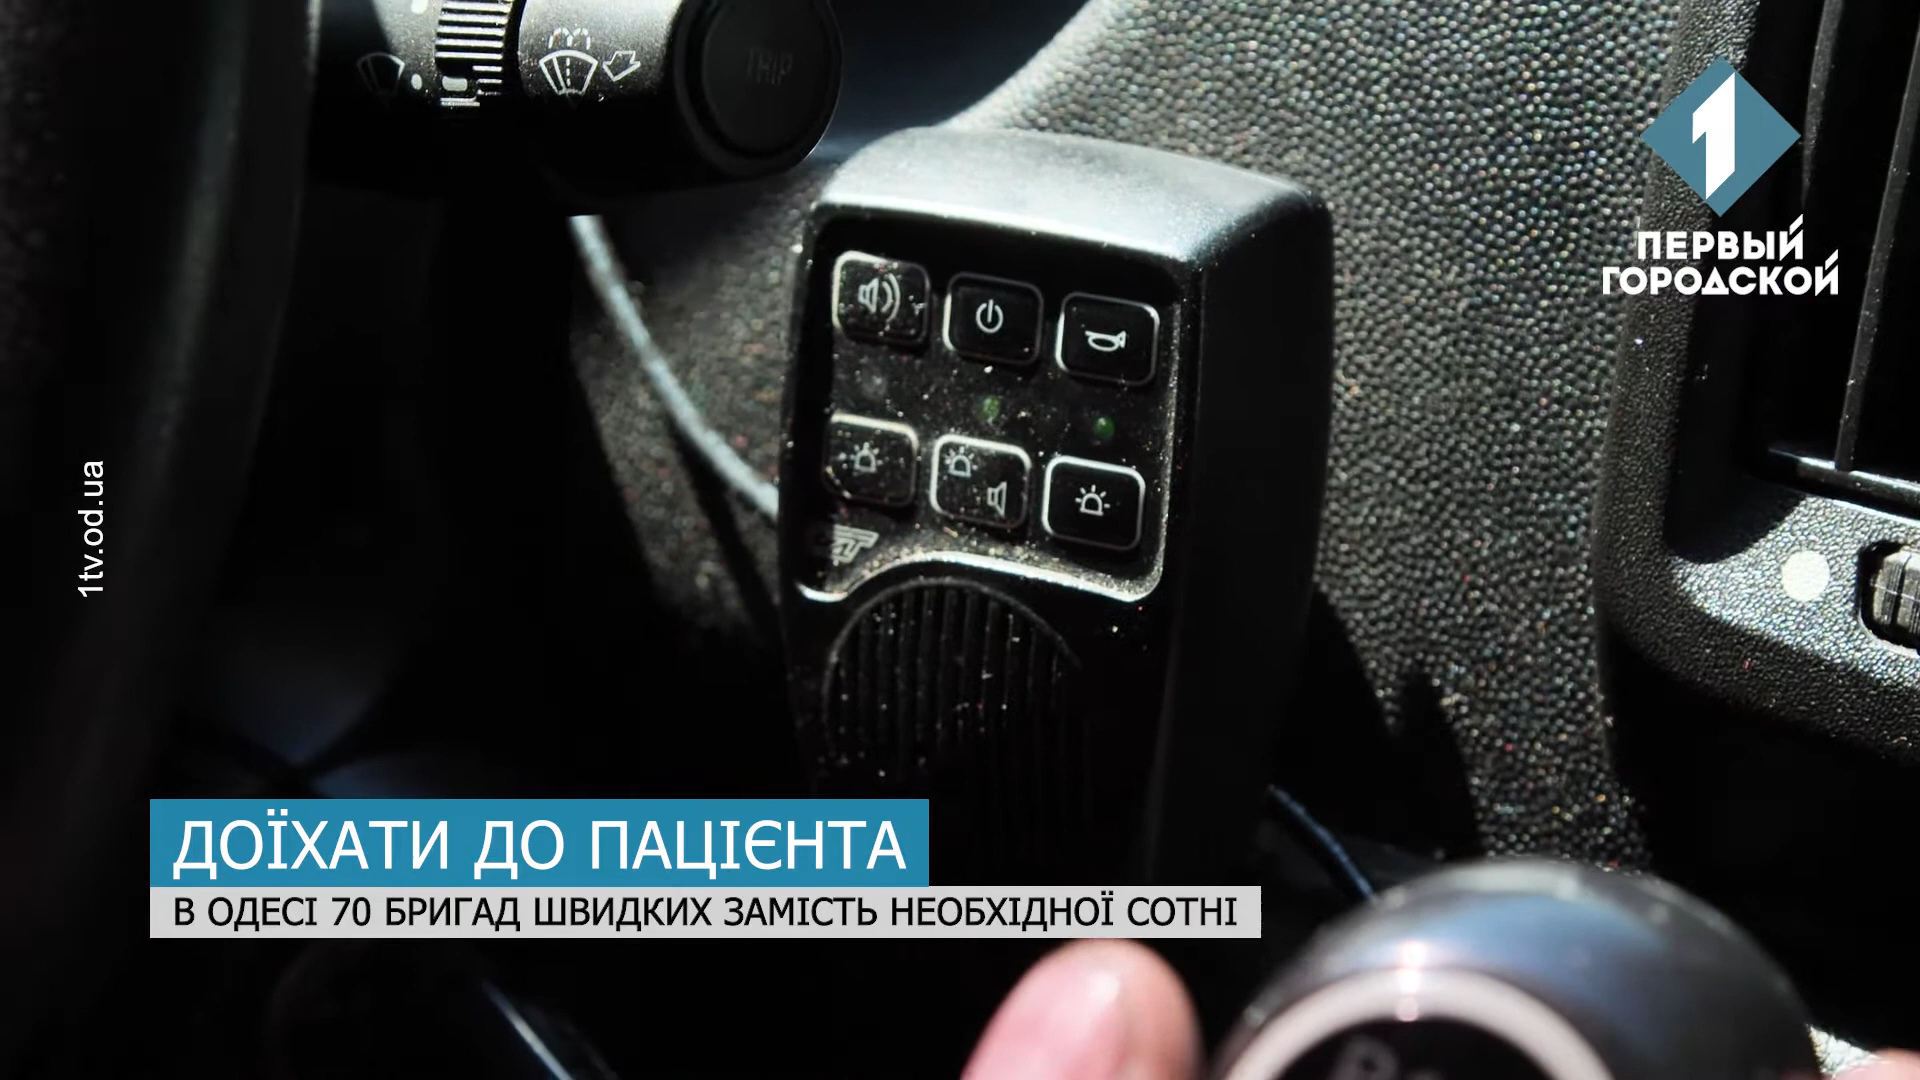 TRIP
ПЕРВЫЙ
ГОРОДСКОЙ
1tv.od.ua
ДОЇХАТИ ДО ПАЦІЄНТА
В ОДЕСІ 70 БРИГАД ШВИДКИХ ЗАМІСТЬ НЕОБХІДНОЇ СОТНІ